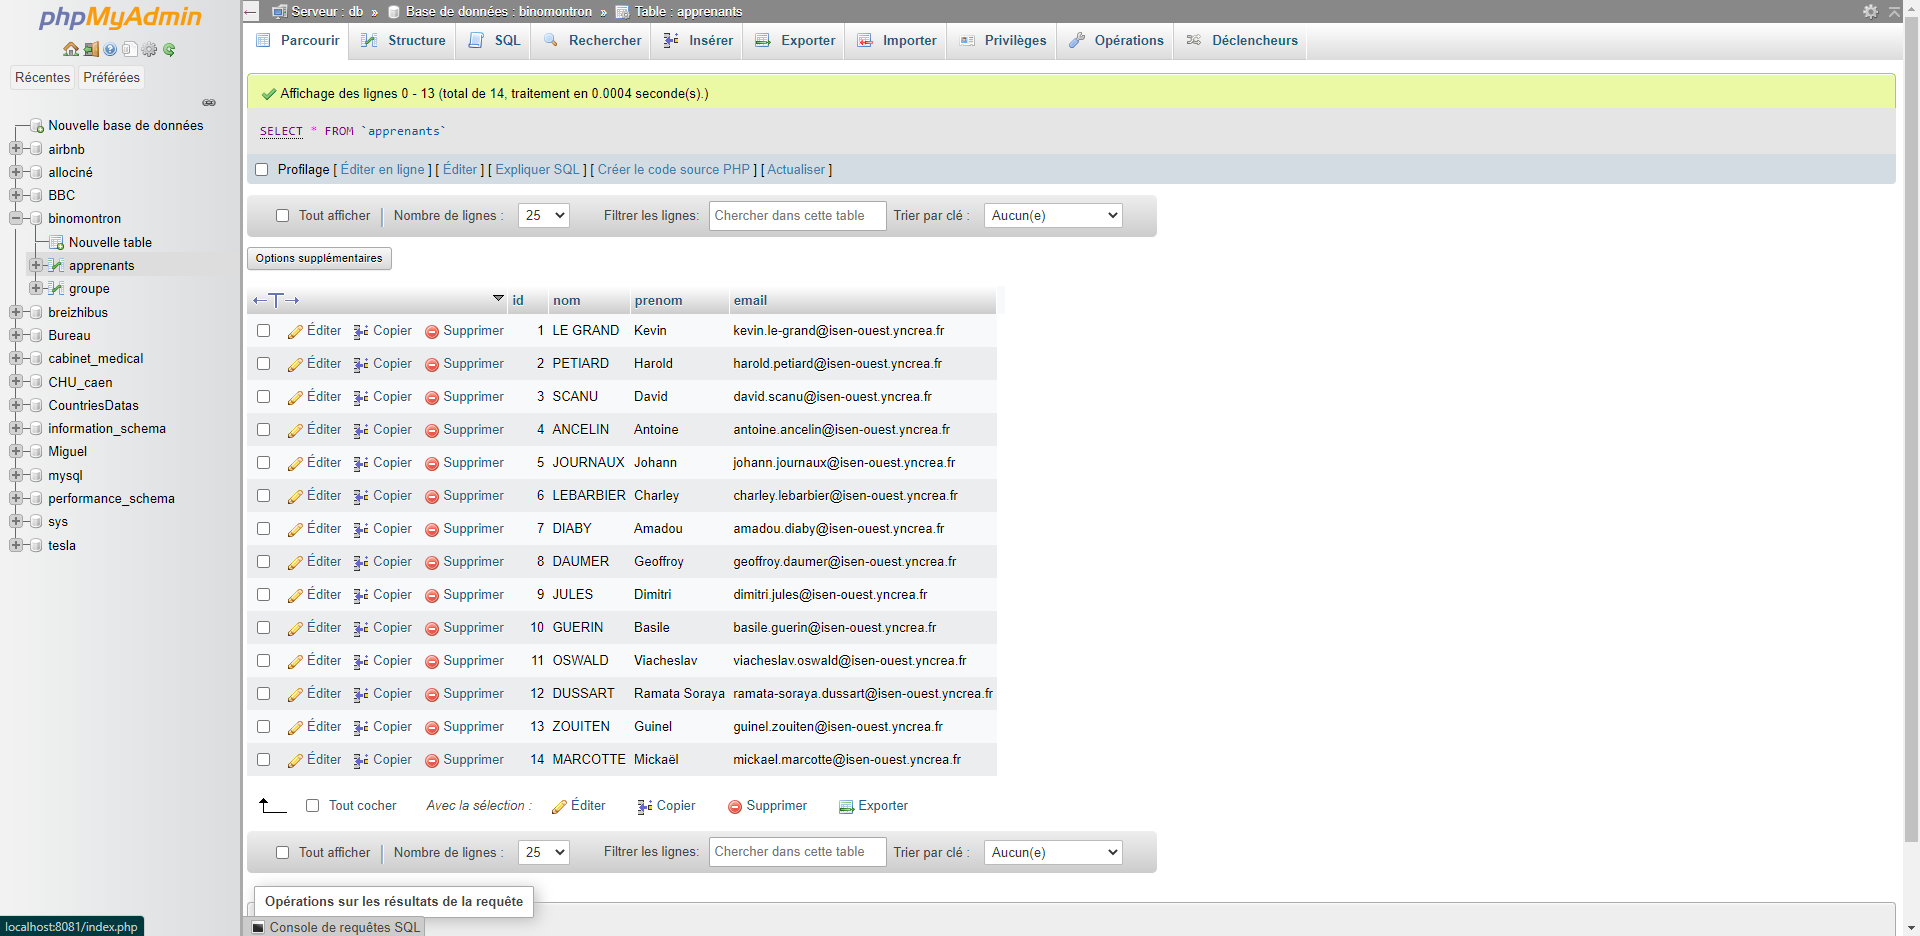 phpMyAdmin
Récentes Préférées
Nouvelle base de données
airbnb
allociné
BBC
binomontron
Nouvelle table
apprenants
groupe
breizhibus
Bureau
cabinet_medical
CHU_caen
CountriesDatas
information_schema
Miguel
mysql
performance_schema
sys
tesla
localhost:8081/index.php
Serveur : db » Base de données : binomontron » Table : apprenants
Parcourir Structure SQL Rechercher Insérer Exporter Importer Privilèges Opérations Déclencheurs
Affichage des lignes 0 - 13 (total de 14, traitement en 0.0004 seconde(s).)
SELECT * FROM `apprenants`
Profilage [ Éditer en ligne ] [ Éditer ] [ Expliquer SQL ] [ Créer le code source PHP ] [ Actualiser ]
Tout afficher Nombre de lignes : 25 Filtrer les lignes: Chercher dans cette table Trier par clé : Aucun(e)
Options supplémentaires
←T→ id nom prenom email
Éditer Copier Supprimer 1 LE GRAND Kevin kevin.le-grand@isen-ouest.yncrea.fr
Éditer Copier Supprimer 2 PETIARD Harold harold.petiard@isen-ouest.yncrea.fr
Éditer Copier Supprimer 3 SCANU David david.scanu@isen-ouest.yncrea.fr
Éditer Copier Supprimer 4 ANCELIN Antoine antoine.ancelin@isen-ouest.yncrea.fr
Éditer Copier Supprimer 5 JOURNAUX Johann johann.journaux@isen-ouest.yncrea.fr
Éditer Copier Supprimer 6 LEBARBIER Charley charley.lebarbier@isen-ouest.yncrea.fr
Éditer Copier Supprimer 7 DIABY Amadou amadou.diaby@isen-ouest.yncrea.fr
Éditer Copier Supprimer 8 DAUMER Geoffroy geoffroy.daumer@isen-ouest.yncrea.fr
Éditer Copier Supprimer 9 JULES Dimitri dimitri.jules@isen-ouest.yncrea.fr
Éditer Copier Supprimer 10 GUERIN Basile basile.guerin@isen-ouest.yncrea.fr
Éditer Copier Supprimer 11 OSWALD Viacheslav viacheslav.oswald@isen-ouest.yncrea.fr
Éditer Copier Supprimer 12 DUSSART Ramata Soraya ramata-soraya.dussart@isen-ouest.yncrea.fr
Éditer Copier Supprimer 13 ZOUITEN Guinel guinel.zouiten@isen-ouest.yncrea.fr
Éditer Copier Supprimer 14 MARCOTTE Mickaël mickael.marcotte@isen-ouest.yncrea.fr
Tout cocher Avec la sélection : Éditer Copier Supprimer Exporter
Tout afficher Nombre de lignes : 25 Filtrer les lignes: Chercher dans cette table Trier par clé : Aucun(e)
Opérations sur les résultats de la requête
Console de requêtes SQL